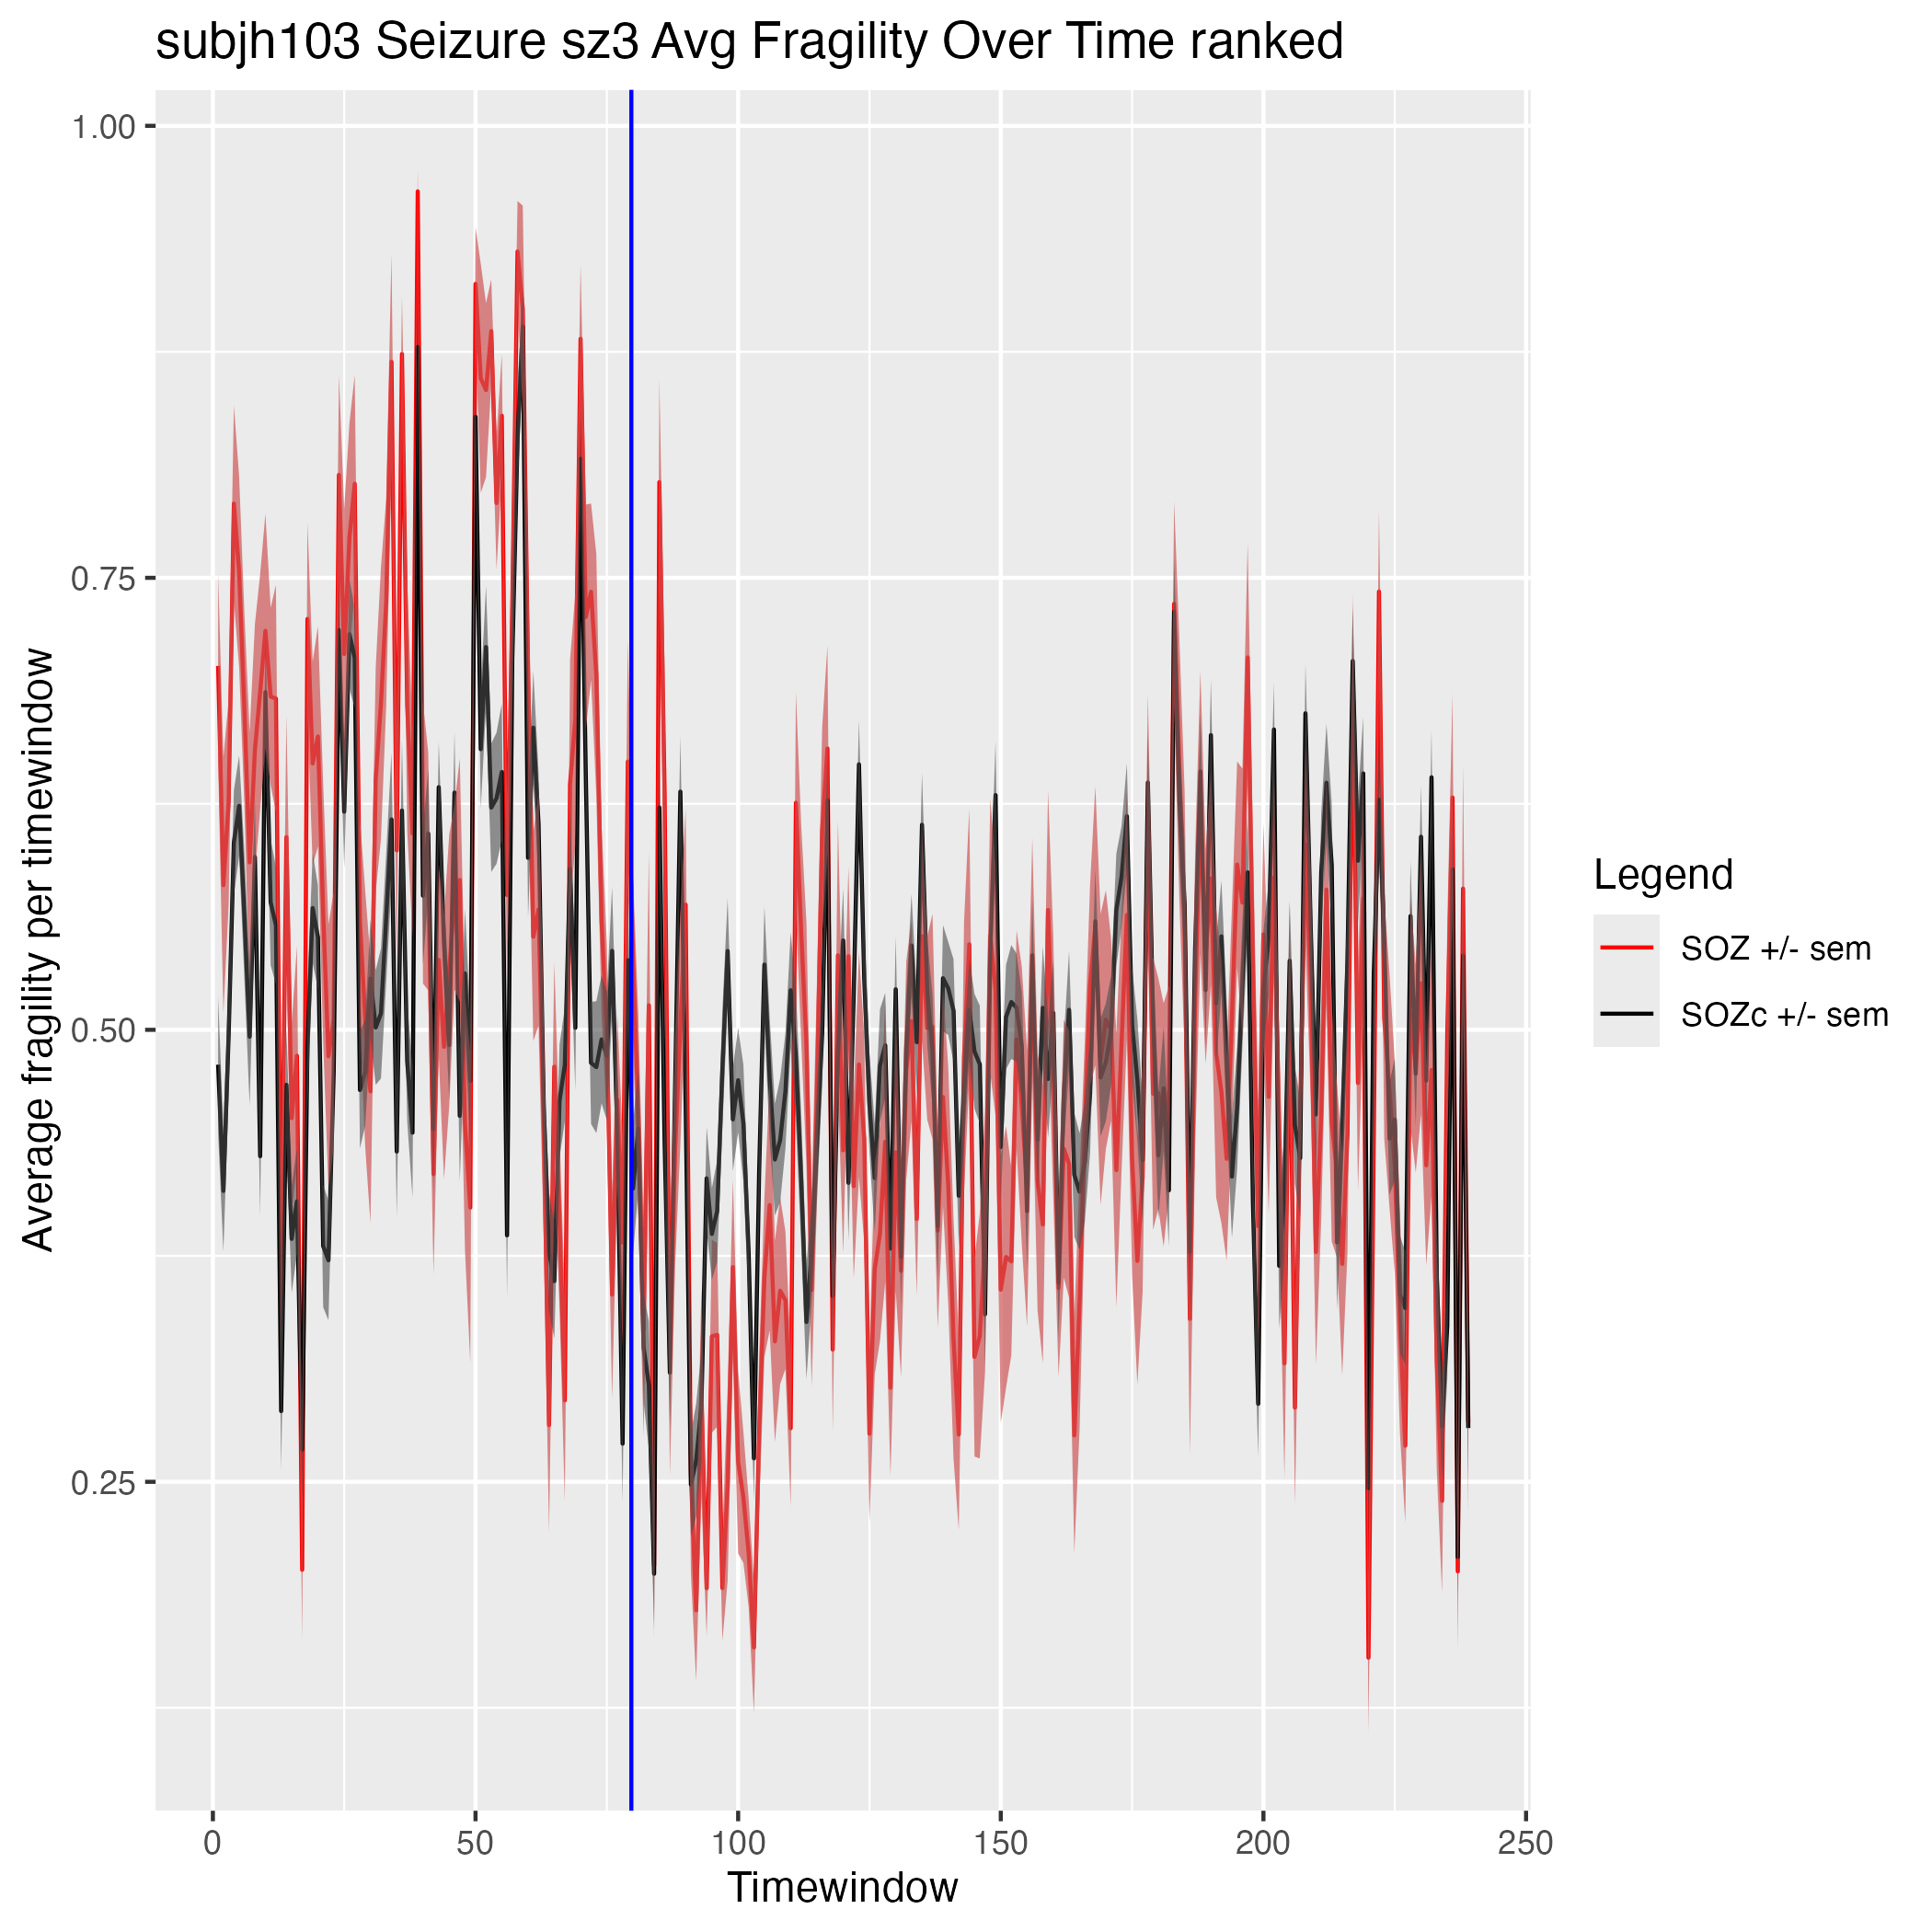 subjh103 Seizure sz3 Avg Fragility Over Time ranked
1.00
0.75
0.50
0.25
Average fragility per timewindow
0 50 100 150 200 250
Timewindow
Legend
SOZ +/- sem
SOZc +/- sem